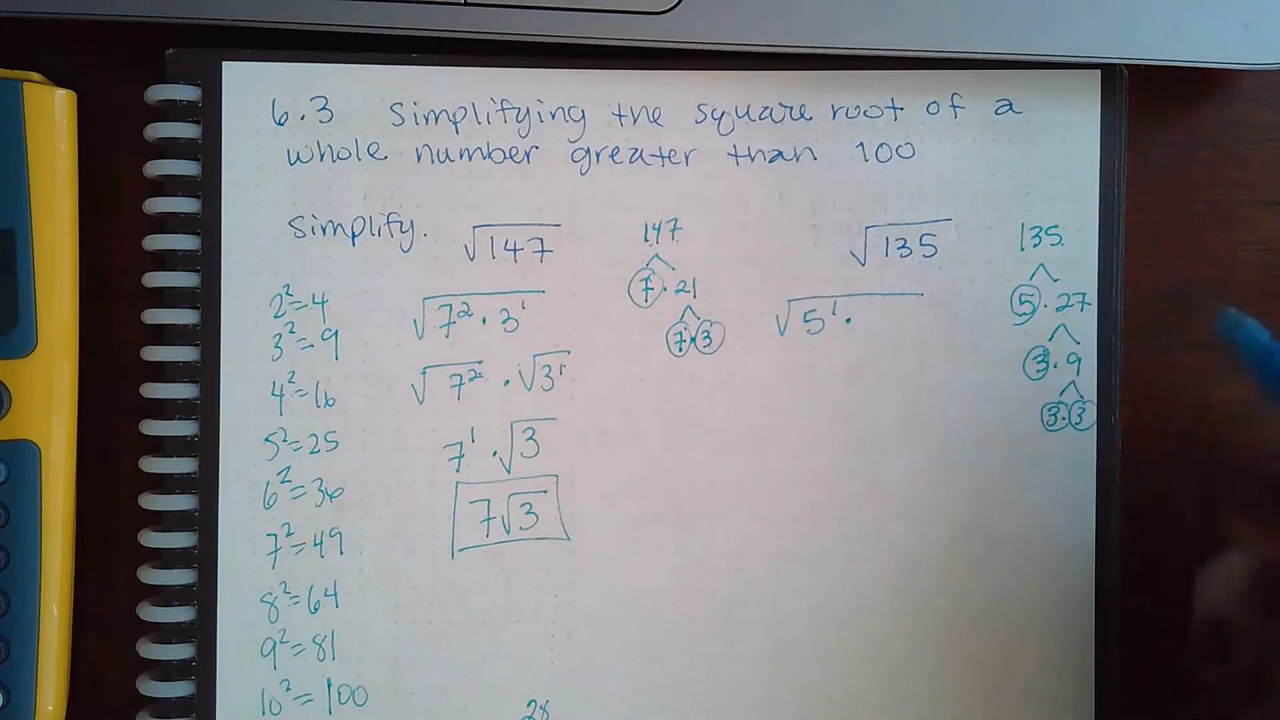 6.3 Simplifying the square root of a
whole number greater than 100
Simplify. √147
147
7 · 21
7 · 3
√7² · 3¹
√7² · √3¹
7¹ · √3
7√3
√135
135
5 · 27
3 · 9
3 · 3
√5¹ ·
2² = 4
3² = 9
4² = 16
5² = 25
6² = 36
7² = 49
8² = 64
9² = 81
10² = 100
28